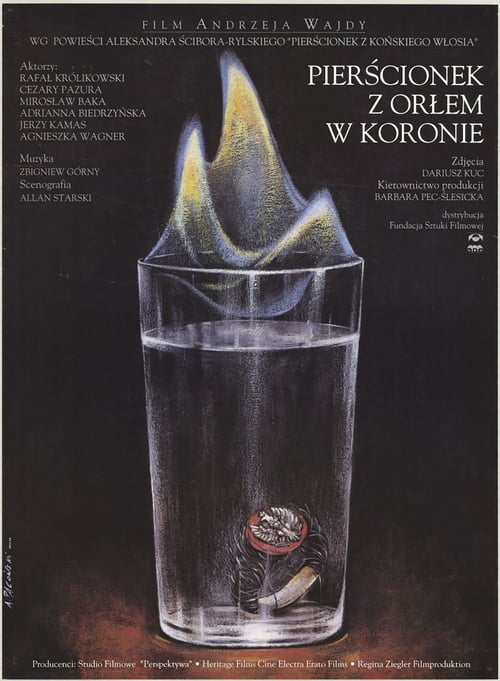 FILM ANDRZEJA WAJDY
WG POWIEŚCI ALEKSANDRA ŚCIBORA-RYLSKIEGO "PIERŚCIONEK Z KOŃSKIEGO WŁOSIA"
Aktorzy:
RAFAŁ KRÓLIKOWSKI
CEZARY PAZURA
MIROSŁAW BAKA
ADRIANNA BIEDRZYŃSKA
JERZY KAMAS
AGNIESZKA WAGNER
Muzyka
ZBIGNIEW GÓRNY
Scenografia
ALLAN STARSKI
PIERŚCIONEK
Z ORŁEM
W KORONIE
Zdjęcia
DARIUSZ KUC
Kierownictwo produkcji
BARBARA PEC-ŚLESICKA
dystrybucja
Fundacja Sztuki Filmowej
Producenci: Studio Filmowe "Perspektywa" • Heritage Films Cine Electra Erato Films • Regina Ziegler Filmproduktion